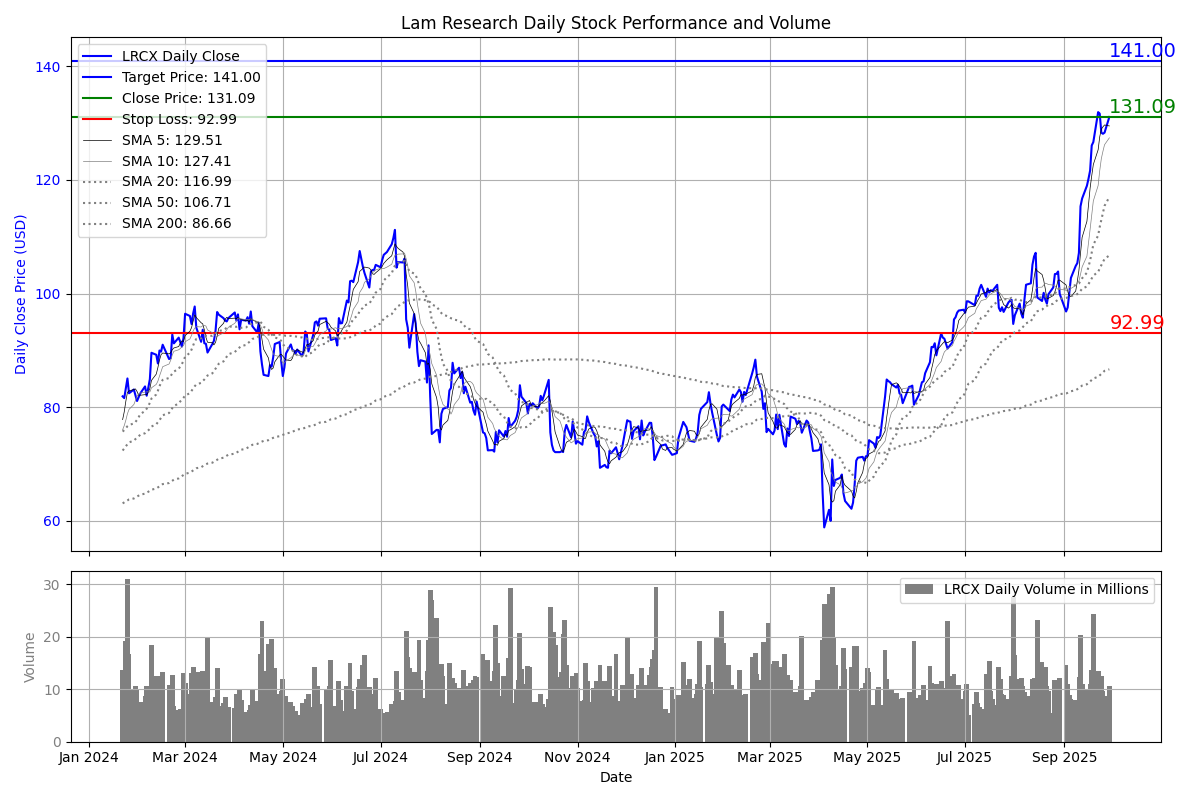 Lam Research Daily Stock Performance and Volume
LRCX Daily Close
Target Price: 141.00
Close Price: 131.09
Stop Loss: 92.99
SMA 5: 129.51
SMA 10: 127.41
SMA 20: 116.99
SMA 50: 106.71
SMA 200: 86.66
141.00
131.09
92.99
Daily Close Price (USD)
140
120
100
80
60
LRCX Daily Volume in Millions
Volume
30
20
10
0
Jan 2024
Mar 2024
May 2024
Jul 2024
Sep 2024
Nov 2024
Jan 2025
Mar 2025
May 2025
Jul 2025
Sep 2025
Date